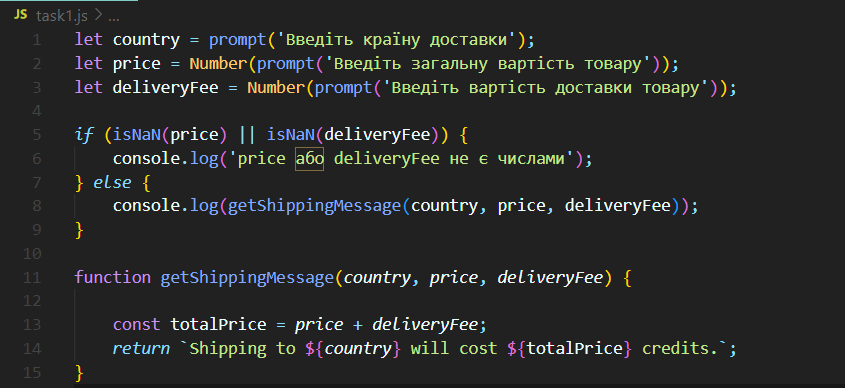 JS task1.js > ...
1 let country = prompt('Введіть країну доставки');
2 let price = Number(prompt('Введіть загальну вартість товару'));
3 let deliveryFee = Number(prompt('Введіть вартість доставки товару'));
4
5 if (isNaN(price) || isNaN(deliveryFee)) {
6     console.log('price або deliveryFee не є числами');
7 } else {
8     console.log(getShippingMessage(country, price, deliveryFee));
9 }
10
11 function getShippingMessage(country, price, deliveryFee) {
12
13     const totalPrice = price + deliveryFee;
14     return `Shipping to ${country} will cost ${totalPrice} credits.`;
15 }